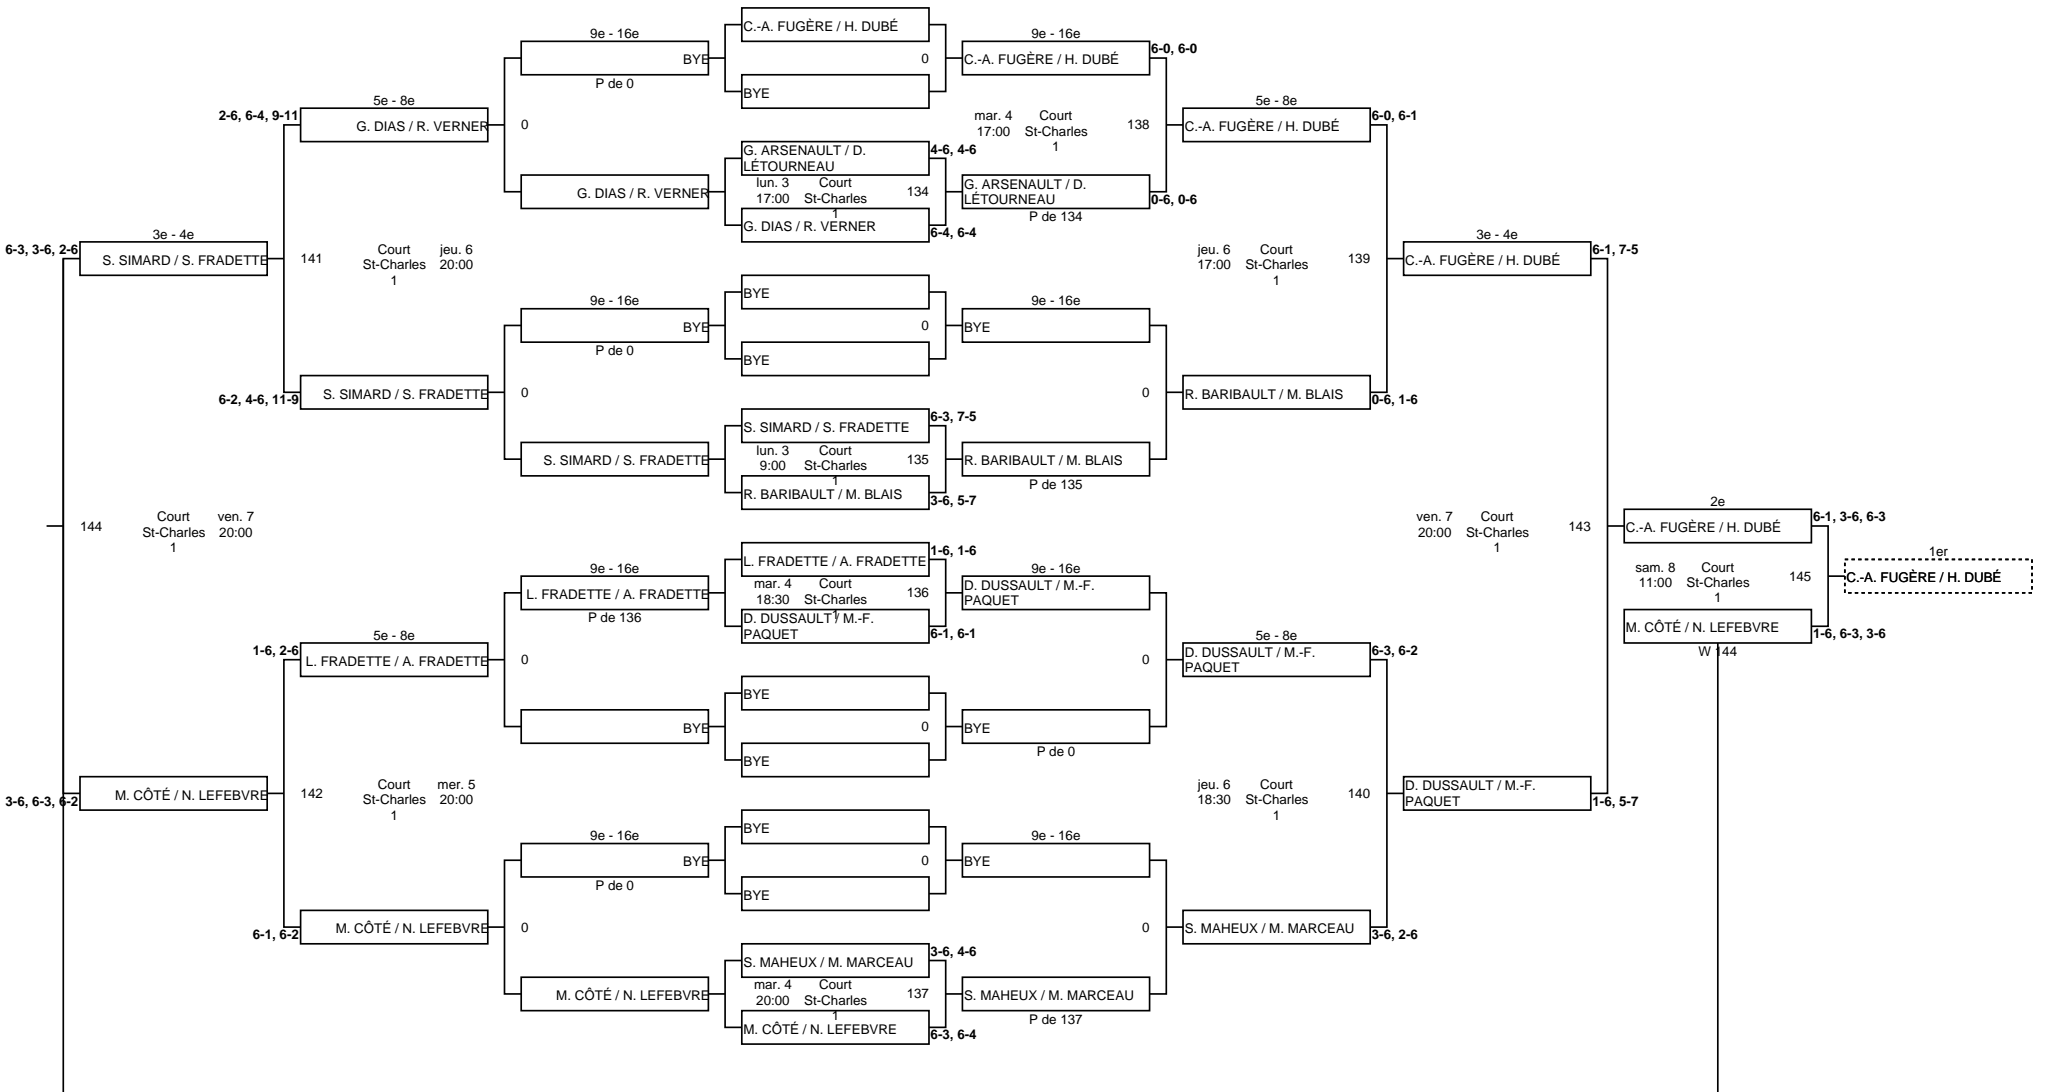 C.-A. FUGÈRE / H. DUBÉ
9e - 16e
9e - 16e
6-0, 6-0
BYE
0
C.-A. FUGÈRE / H. DUBÉ
P de 0
BYE
5e - 8e
5e - 8e
2-6, 6-4, 9-11
mar. 4 Court
17:00 St-Charles
1
138
6-0, 6-1
G. DIAS / R. VERNER
0
C.-A. FUGÈRE / H. DUBÉ
G. ARSENAULT / D.
LÉTOURNEAU
4-6, 4-6
G. DIAS / R. VERNER
lun. 3 Court
17:00 St-Charles
1
134
G. ARSENAULT / D.
LÉTOURNEAU
0-6, 0-6
P de 134
G. DIAS / R. VERNER
6-4, 6-4
3e - 4e
3e - 4e
6-3, 3-6, 2-6
S. SIMARD / S. FRADETTE
141
Court jeu. 6
St-Charles 20:00
1
jeu. 6 Court
17:00 St-Charles
1
139
C.-A. FUGÈRE / H. DUBÉ
6-1, 7-5
BYE
9e - 16e
9e - 16e
BYE
0
BYE
P de 0
BYE
6-2, 4-6, 11-9
S. SIMARD / S. FRADETTE
0
0
R. BARIBAULT / M. BLAIS
0-6, 1-6
S. SIMARD / S. FRADETTE
6-3, 7-5
S. SIMARD / S. FRADETTE
lun. 3 Court
9:00 St-Charles
1
135
R. BARIBAULT / M. BLAIS
P de 135
R. BARIBAULT / M. BLAIS
3-6, 5-7
144
Court ven. 7
St-Charles 20:00
1
ven. 7 Court
20:00 St-Charles
1
143
2e
C.-A. FUGÈRE / H. DUBÉ
6-1, 3-6, 6-3
L. FRADETTE / A. FRADETTE
1-6, 1-6
1er
9e - 16e
9e - 16e
sam. 8 Court
11:00 St-Charles
1
145
C.-A. FUGÈRE / H. DUBÉ
L. FRADETTE / A. FRADETTE
mar. 4 Court
18:30 St-Charles
1
136
D. DUSSAULT / M.-F.
PAQUET
P de 136
D. DUSSAULT / M.-F.
PAQUET
6-1, 6-1
M. CÔTÉ / N. LEFEBVRE
1-6, 6-3, 3-6
W 144
5e - 8e
5e - 8e
1-6, 2-6
L. FRADETTE / A. FRADETTE
0
0
D. DUSSAULT / M.-F.
PAQUET
6-3, 6-2
BYE
BYE
0
BYE
P de 0
BYE
3-6, 6-3, 6-2
M. CÔTÉ / N. LEFEBVRE
142
Court mer. 5
St-Charles 20:00
1
jeu. 6 Court
18:30 St-Charles
1
140
D. DUSSAULT / M.-F.
PAQUET
1-6, 5-7
BYE
9e - 16e
9e - 16e
BYE
0
BYE
P de 0
BYE
6-1, 6-2
M. CÔTÉ / N. LEFEBVRE
0
0
S. MAHEUX / M. MARCEAU
3-6, 2-6
S. MAHEUX / M. MARCEAU
3-6, 4-6
M. CÔTÉ / N. LEFEBVRE
mar. 4 Court
20:00 St-Charles
1
137
S. MAHEUX / M. MARCEAU
P de 137
M. CÔTÉ / N. LEFEBVRE
6-3, 6-4